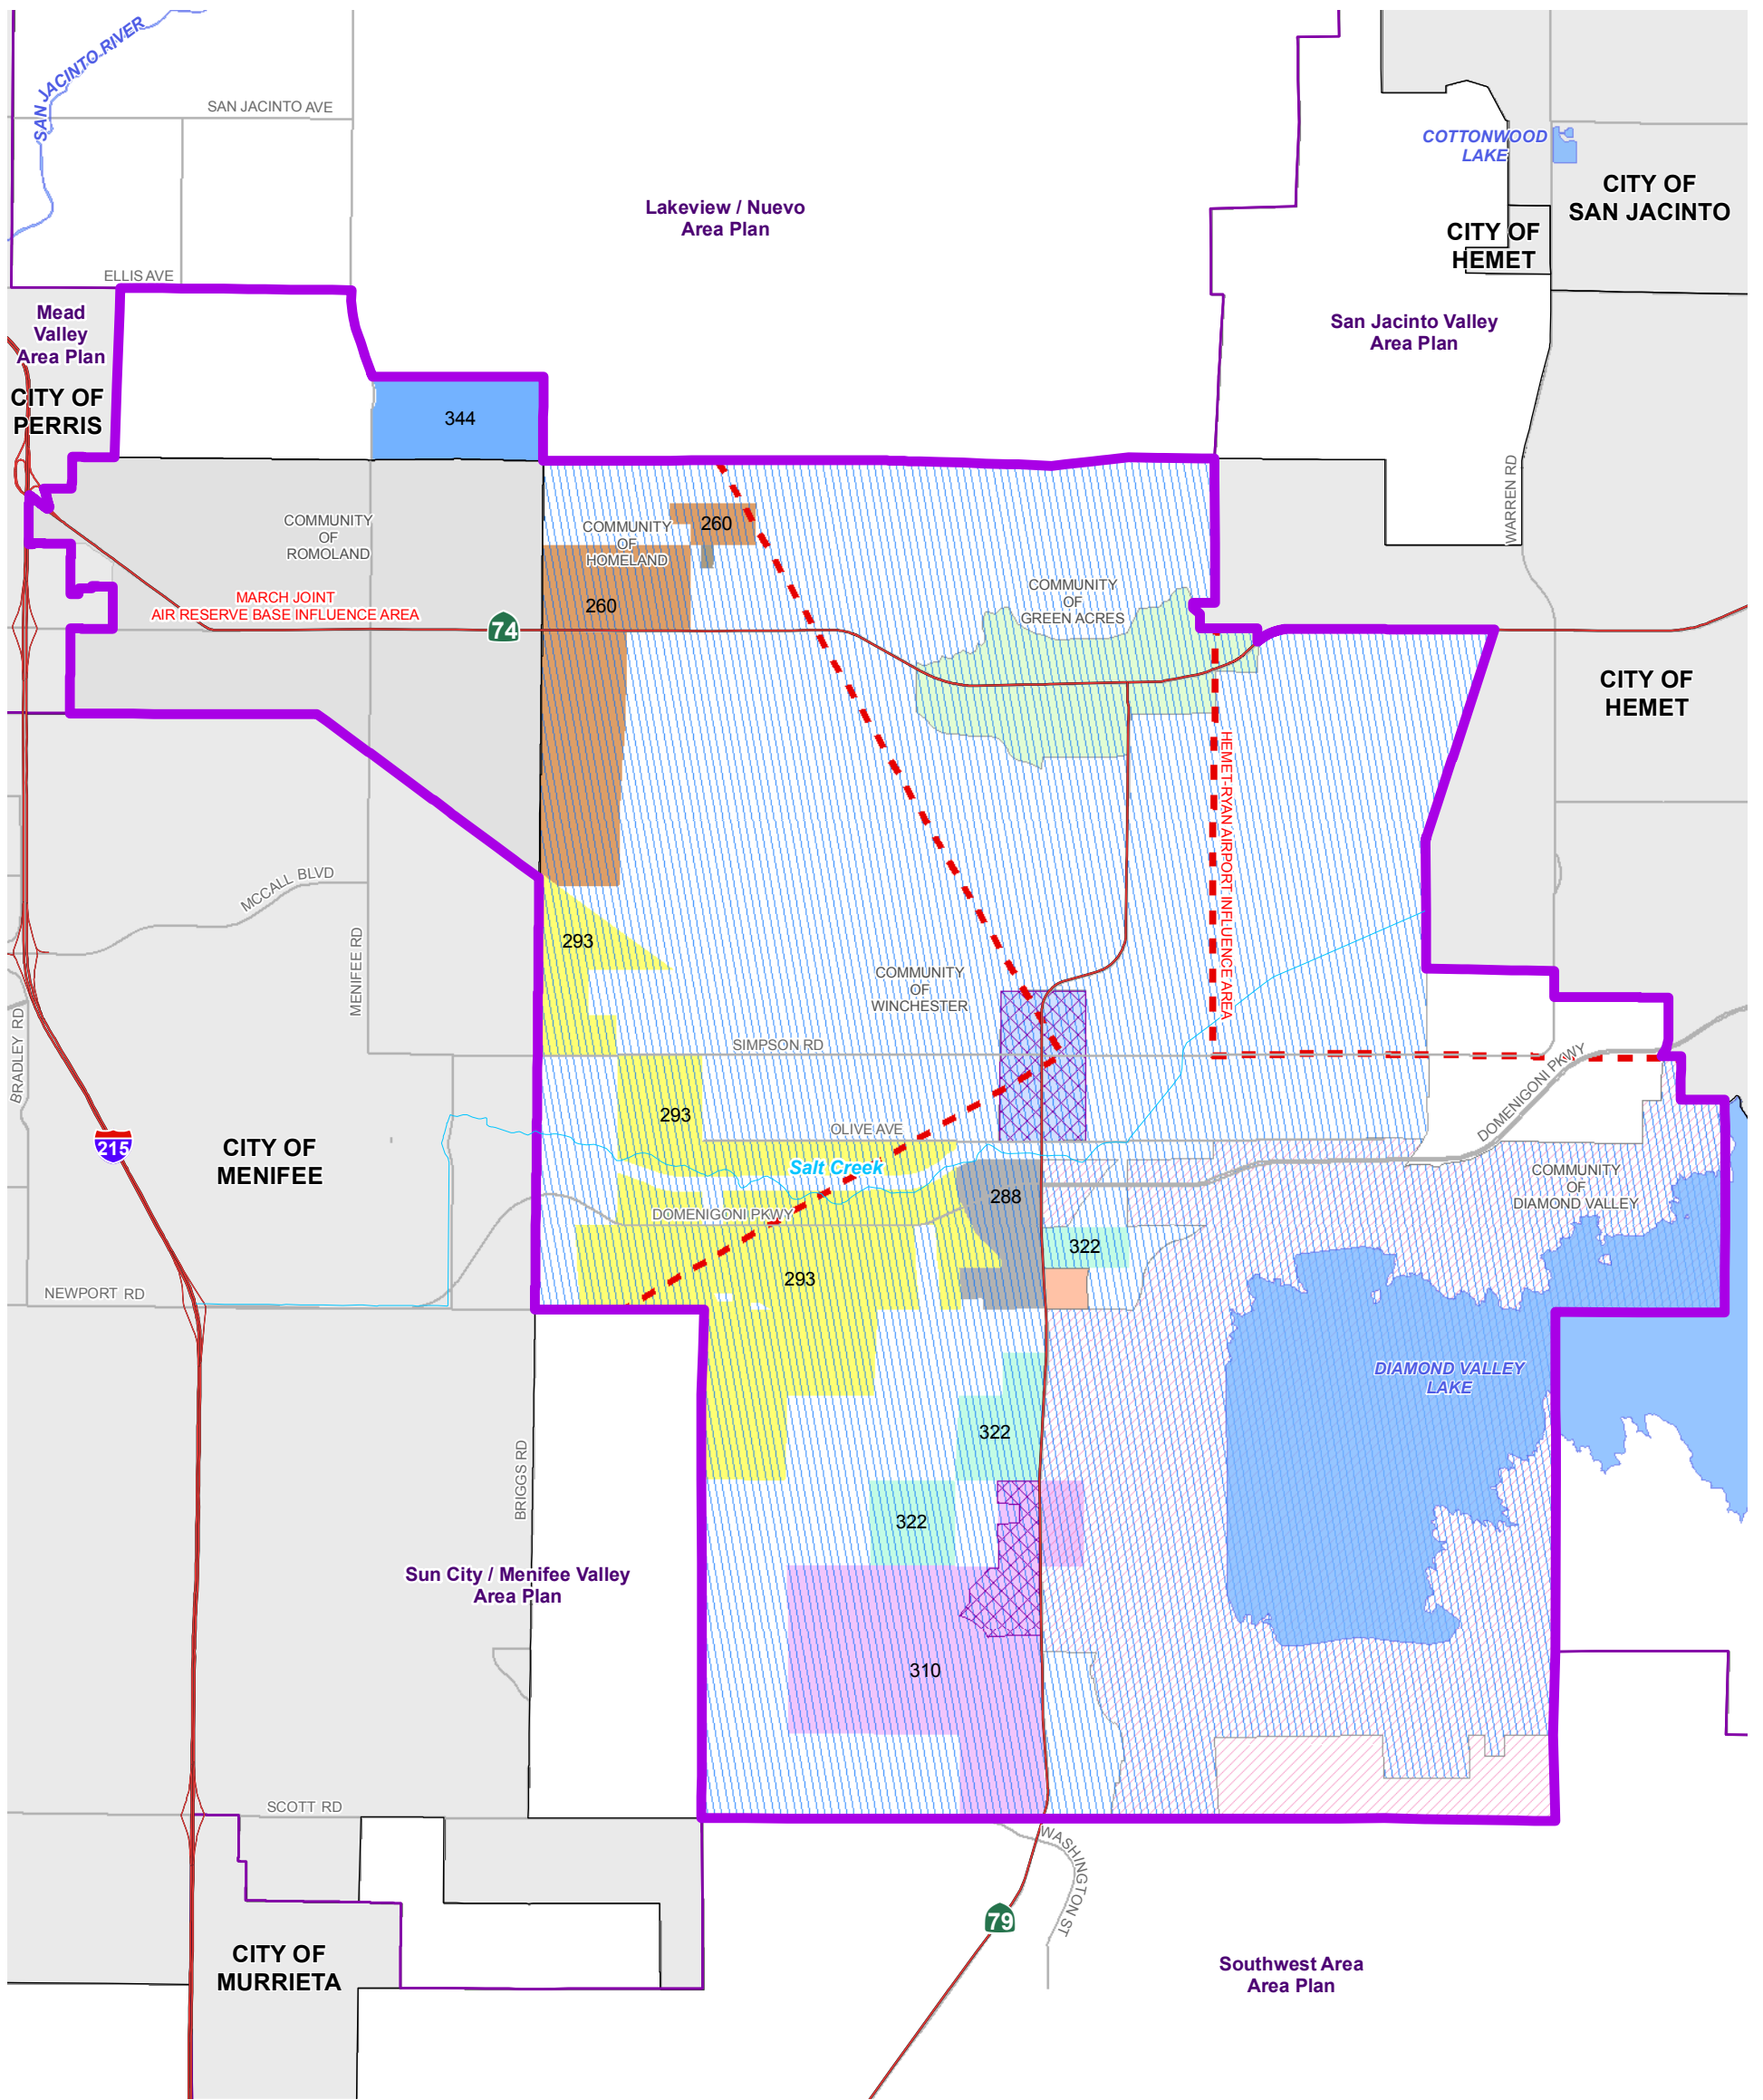 SAN JACINTO RIVER
SAN JACINTO AVE
COTTONWOOD
LAKE
CITY OF
SAN JACINTO
Lakeview / Nuevo
Area Plan
CITY OF
HEMET
ELLIS AVE
Mead
Valley
Area Plan
San Jacinto Valley
Area Plan
CITY OF
PERRIS
344
WARREN RD
COMMUNITY
OF
ROMOLAND
COMMUNITY
OF
HOMELAND
260
COMMUNITY
OF
GREEN ACRES
MARCH JOINT
AIR RESERVE BASE INFLUENCE AREA
260
74
CITY OF
HEMET
HEMET-RYAN AIRPORT INFLUENCE AREA
MCCALL BLVD
293
MENIFEE RD
COMMUNITY
OF
WINCHESTER
SIMPSON RD
BRADLEY RD
DOMENIGONI PKWY
293
OLIVE AVE
215
CITY OF
MENIFEE
Salt Creek
COMMUNITY
OF
DIAMOND VALLEY
288
DOMENIGONI PKWY
322
293
NEWPORT RD
DIAMOND VALLEY
LAKE
322
BRIGGS RD
322
Sun City / Menifee Valley
Area Plan
310
SCOTT RD
WASHINGTON ST
79
CITY OF
MURRIETA
Southwest Area
Area Plan